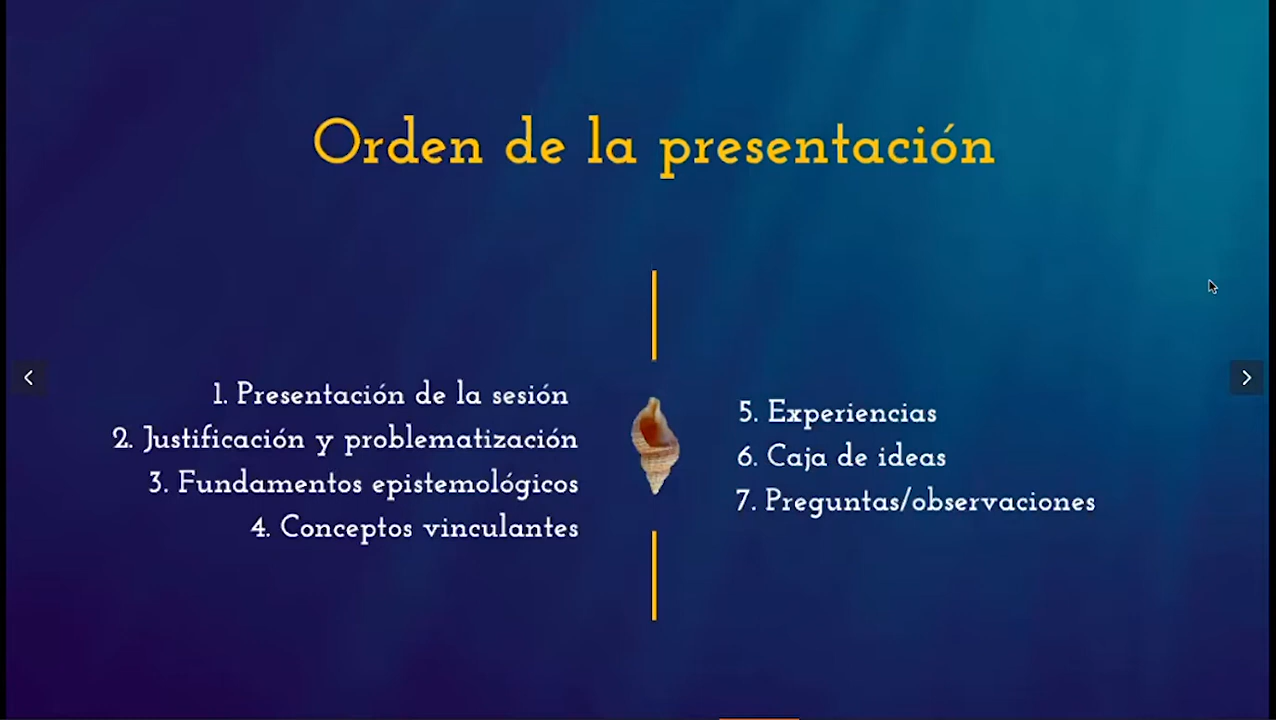 Orden de la presentación
1. Presentación de la sesión
2. Justificación y problematización
3. Fundamentos epistemológicos
4. Conceptos vinculantes
5. Experiencias
6. Caja de ideas
7. Preguntas/observaciones